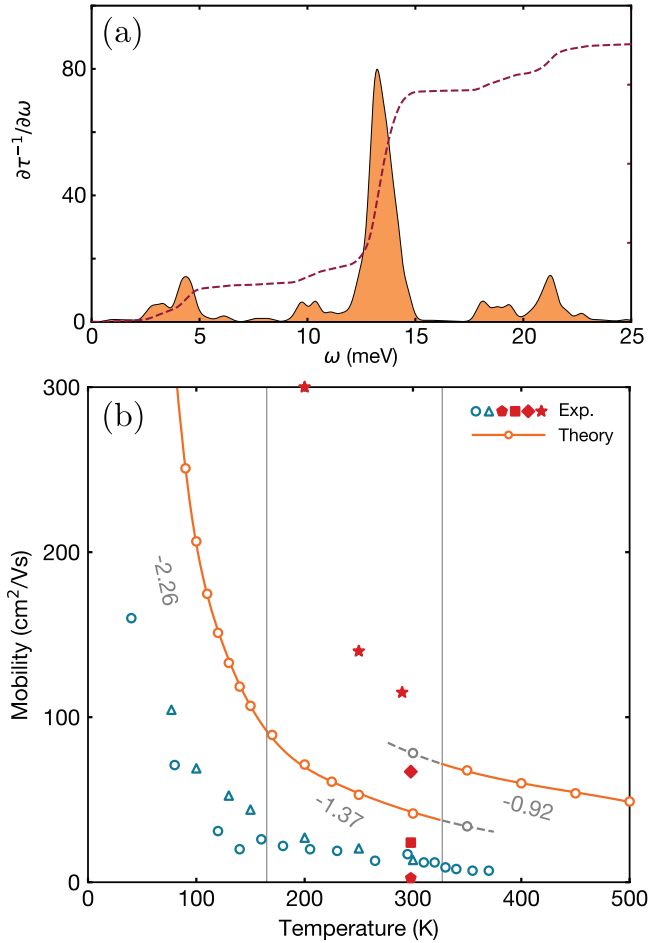 (a)
80
40
0
∂τ⁻¹/∂ω
0 5 10 15 20 25
ω (meV)
(b)
300
200
100
0
Mobility (cm²/Vs)
Exp.
Theory
-2.26
-1.37
-0.92
0 100 200 300 400 500
Temperature (K)